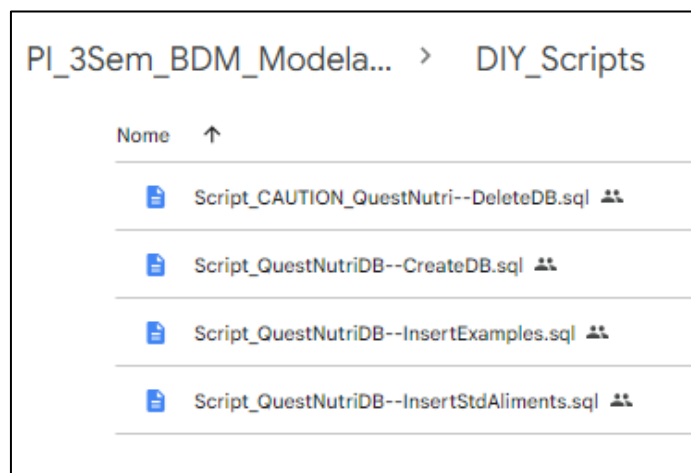 PI_3Sem_BDM_Modela... > DIY_Scripts
Nome ↑
Script_CAUTION_QuestNutri--DeleteDB.sql
Script_QuestNutriDB--CreateDB.sql
Script_QuestNutriDB--InsertExamples.sql
Script_QuestNutriDB--InsertStdAliments.sql